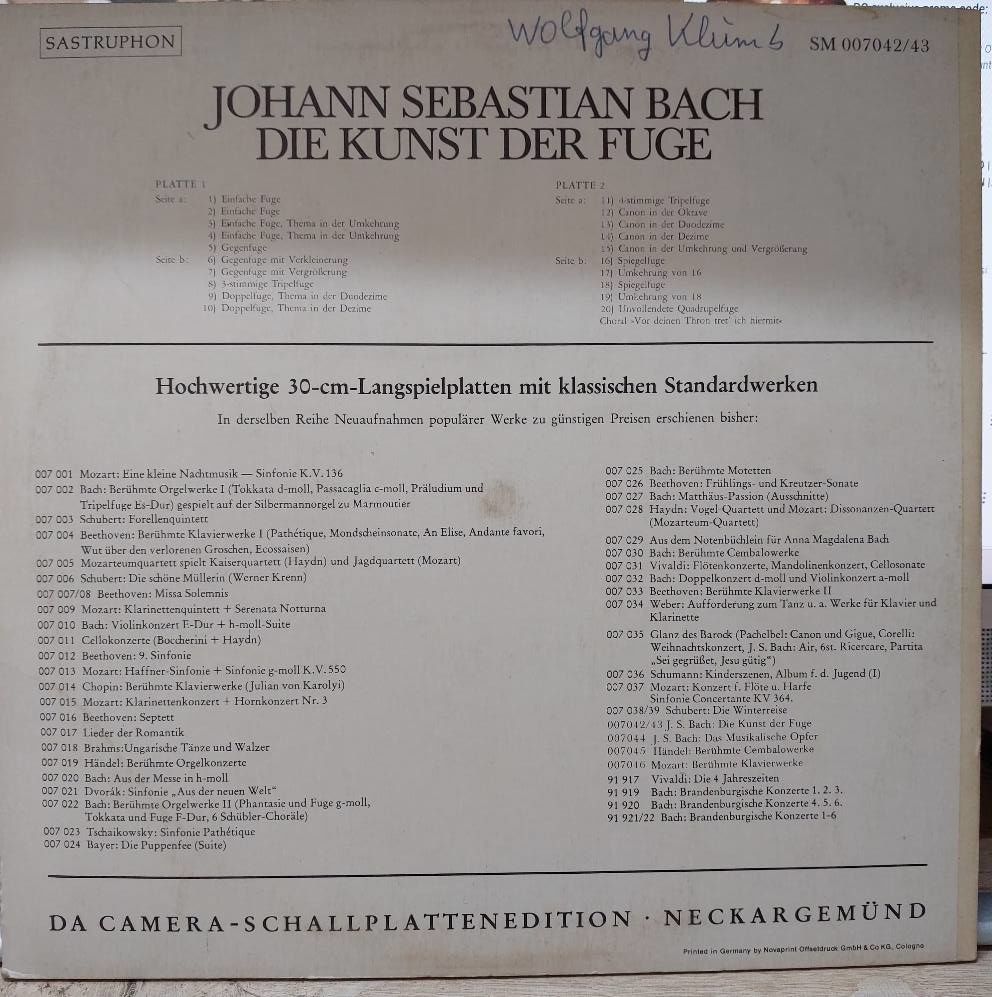 SASTRUPHON
Wolfgang Klumb
SM 007042/43
JOHANN SEBASTIAN BACH
DIE KUNST DER FUGE
PLATTE 1
Seite a: 1) Einfache Fuge
2) Einfache Fuge
3) Einfache Fuge, Thema in der Umkehrung
4) Einfache Fuge, Thema in der Umkehrung
5) Gegenfuge
Seite b: 6) Gegenfuge mit Verkleinerung
7) Gegenfuge mit Vergrößerung
8) 3-stimmige Tripelfuge
9) Doppelfuge, Thema in der Duodezime
10) Doppelfuge, Thema in der Dezime
PLATTE 2
Seite a: 11) 4-stimmige Tripelfuge
12) Canon in der Oktave
13) Canon in der Duodezime
14) Canon in der Dezime
15) Canon in der Umkehrung und Vergrößerung
Seite b: 16) Spiegelfuge
17) Umkehrung von 16
18) Spiegelfuge
19) Umkehrung von 18
20) Unvollendete Quadrupelfuge
Choral »Vor deinen Thron tret' ich hiermit«
Hochwertige 30-cm-Langspielplatten mit klassischen Standardwerken
In derselben Reihe Neuaufnahmen populärer Werke zu günstigen Preisen erschienen bisher:
007 001 Mozart: Eine kleine Nachtmusik — Sinfonie K.V. 136
007 002 Bach: Berühmte Orgelwerke I (Tokkata d-moll, Passacaglia c-moll, Präludium und
Tripelfuge Es-Dur) gespielt auf der Silbermannorgel zu Marmoutier
007 003 Schubert: Forellenquintett
007 004 Beethoven: Berühmte Klavierwerke I (Pathétique, Mondscheinsonate, An Elise, Andante favori,
Wut über den verlorenen Groschen, Ecossaisen)
007 005 Mozarteumquartett spielt Kaiserquartett (Haydn) und Jagdquartett (Mozart)
007 006 Schubert: Die schöne Müllerin (Werner Krenn)
007 007/08 Beethoven: Missa Solemnis
007 009 Mozart: Klarinettenquintett + Serenata Notturna
007 010 Bach: Violinkonzert E-Dur + h-moll-Suite
007 011 Cellokonzerte (Boccherini + Haydn)
007 012 Beethoven: 9. Sinfonie
007 013 Mozart: Haffner-Sinfonie + Sinfonie g-moll K.V. 550
007 014 Chopin: Berühmte Klavierwerke (Julian von Karolyi)
007 015 Mozart: Klarinettenkonzert + Hornkonzert Nr. 3
007 016 Beethoven: Septett
007 017 Lieder der Romantik
007 018 Brahms: Ungarische Tänze und Walzer
007 019 Händel: Berühmte Orgelkonzerte
007 020 Bach: Aus der Messe in h-moll
007 021 Dvorák: Sinfonie „Aus der neuen Welt“
007 022 Bach: Berühmte Orgelwerke II (Phantasie und Fuge g-moll,
Tokkata und Fuge F-Dur, 6 Schübler-Choräle)
007 023 Tschaikowsky: Sinfonie Pathétique
007 024 Bayer: Die Puppenfee (Suite)
007 025 Bach: Berühmte Motetten
007 026 Beethoven: Frühlings- und Kreutzer-Sonate
007 027 Bach: Matthäus-Passion (Ausschnitte)
007 028 Haydn: Vogel-Quartett und Mozart: Dissonanzen-Quartett
(Mozarteum-Quartett)
007 029 Aus dem Notenbüchlein für Anna Magdalena Bach
007 030 Bach: Berühmte Cembalowerke
007 031 Vivaldi: Flötenkonzerte, Mandolinenkonzert, Cellosonate
007 032 Bach: Doppelkonzert d-moll und Violinkonzert a-moll
007 033 Beethoven: Berühmte Klavierwerke II
007 034 Weber: Aufforderung zum Tanz u. a. Werke für Klavier und
Klarinette
007 035 Glanz des Barock (Pachelbel: Canon und Gigue, Corelli:
Weihnachtskonzert, J. S. Bach: Air, 6st. Ricercare, Partita
„Sei gegrüßet, Jesu gütig“)
007 036 Schumann: Kinderszenen, Album f. d. Jugend (I)
007 037 Mozart: Konzert f. Flöte u. Harfe
Sinfonie Concertante KV 364.
007 038/39 Schubert: Die Winterreise
007042/43 J. S. Bach: Die Kunst der Fuge
007044 J. S. Bach: Das Musikalische Opfer
007045 Händel: Berühmte Cembalowerke
007046 Mozart: Berühmte Klavierwerke
91 917 Vivaldi: Die 4 Jahreszeiten
91 919 Bach: Brandenburgische Konzerte 1. 2. 3.
91 920 Bach: Brandenburgische Konzerte 4. 5. 6.
91 921/22 Bach: Brandenburgische Konzerte 1-6
DA CAMERA-SCHALLPLATTENEDITION · NECKARGEMÜND
Printed in Germany by Novaprint Offsetdruck GmbH & Co KG, Cologne